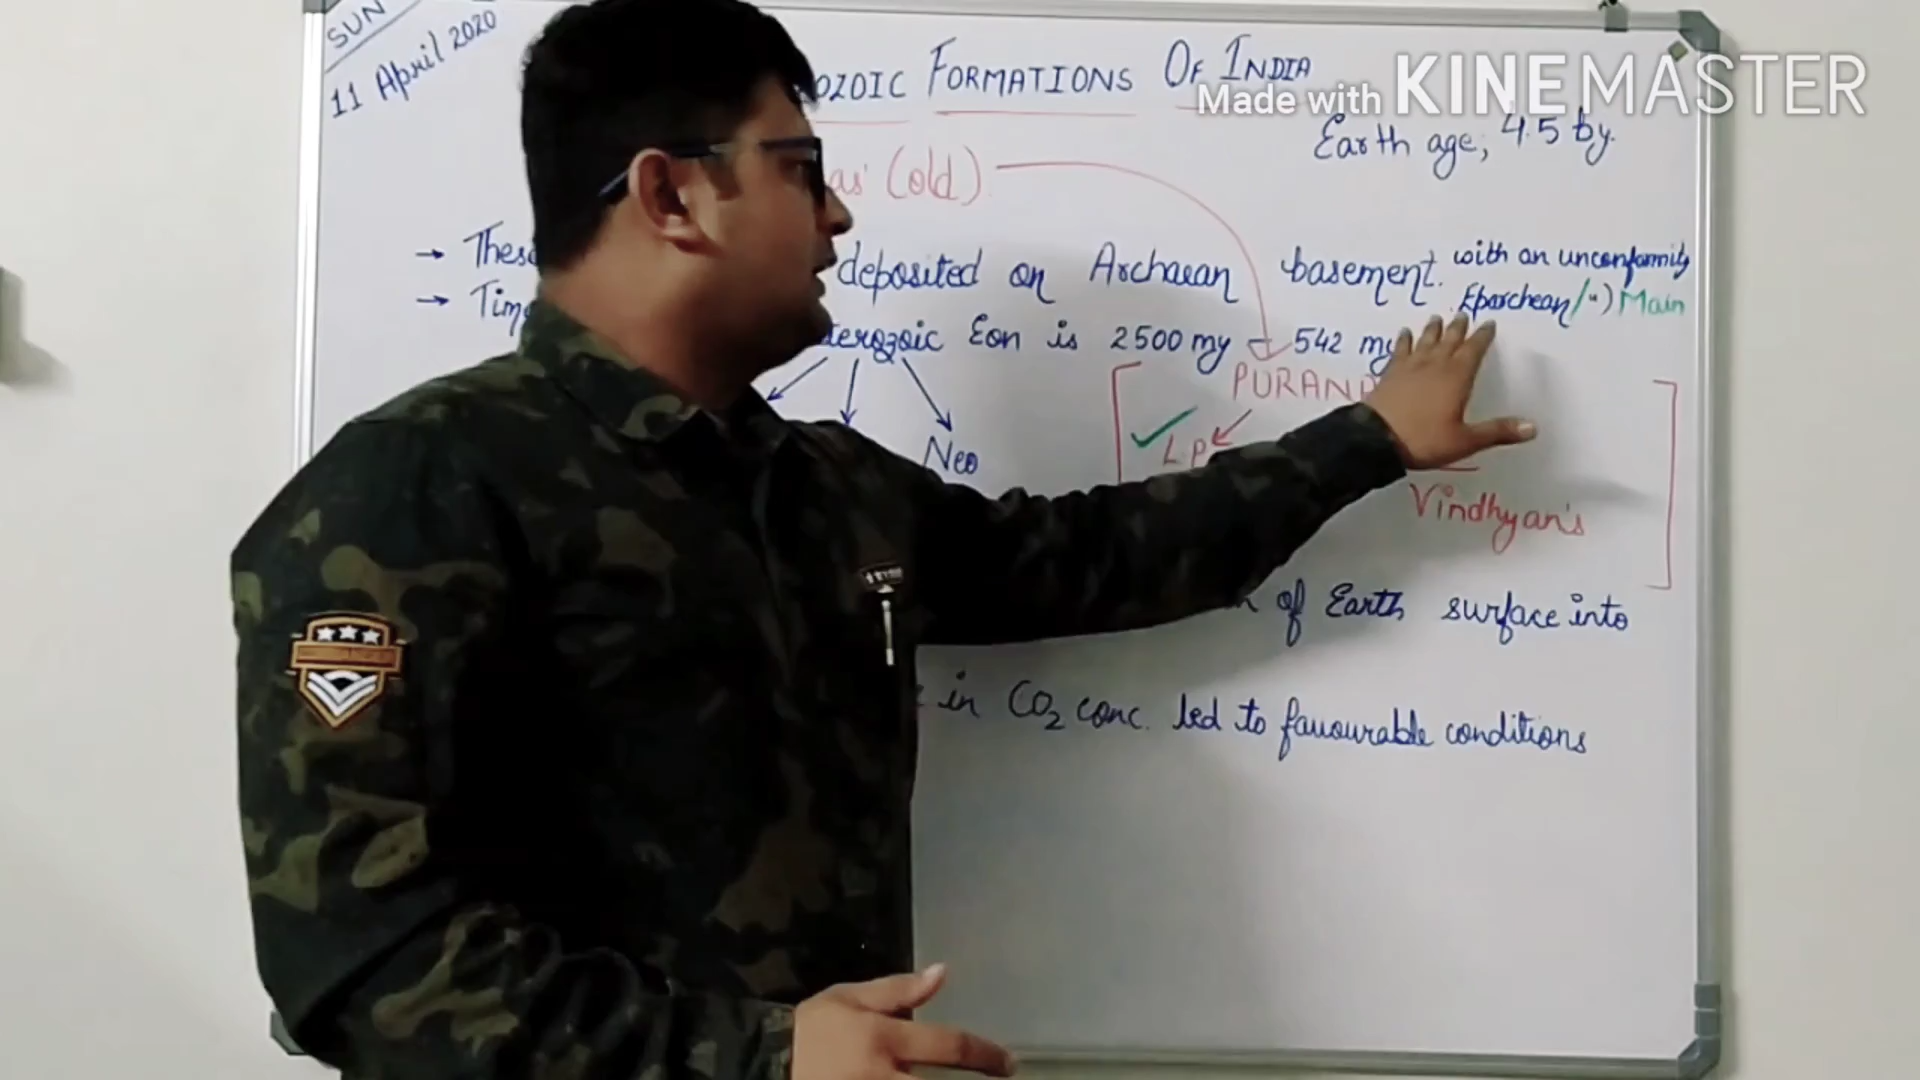 SUN
11 April 2020
OZOIC FORMATIONS OF INDIA
Made with KINEMASTER
Earth age; 4.5 by.
as' (old)
→ These deposited on Archaean basement. with an unconformity
(Eparchean/") Main
→ Tim terozoic Eon is 2500 my - 542 my
PURANA
Neo
✓ L.P
Vindhyan's
of Earth surface into
in CO2 conc. led to favourable conditions